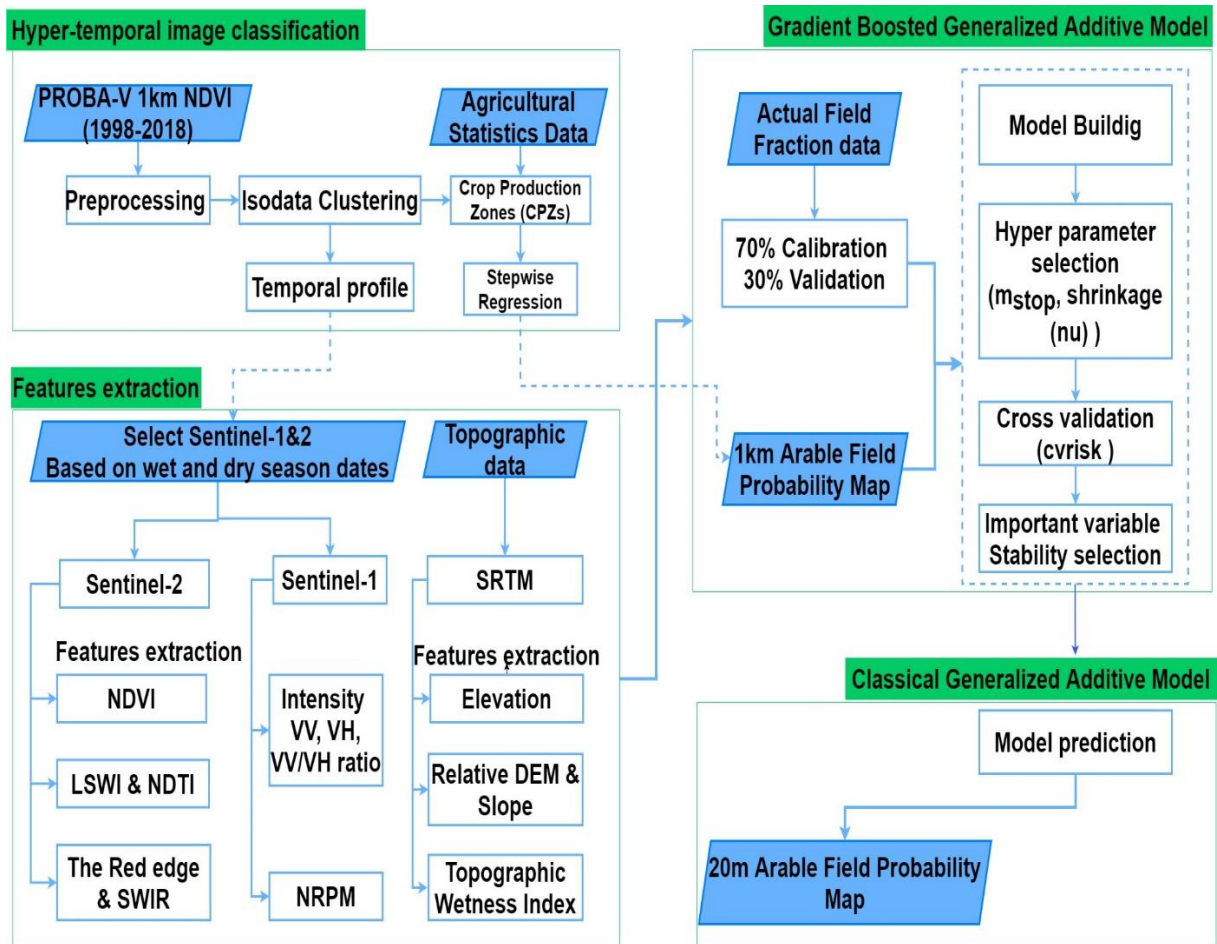 Hyper-temporal image classification
PROBA-V 1km NDVI
(1998-2018)
Agricultural
Statistics Data
Preprocessing
Isodata Clustering
Crop Production
Zones (CPZs)
Temporal profile
Stepwise
Regression
Features extraction
Select Sentinel-1&2
Based on wet and dry season dates
Topographic
data
Sentinel-2
Sentinel-1
SRTM
Features extraction
NDVI
LSWI & NDTI
The Red edge
& SWIR
Intensity
VV, VH,
VV/VH ratio
NRPM
Features extraction
Elevation
Relative DEM &
Slope
Topographic
Wetness Index
Gradient Boosted Generalized Additive Model
Actual Field
Fraction data
70% Calibration
30% Validation
1km Arable Field
Probability Map
Model Buildig
Hyper parameter
selection
(mstop, shrinkage
(nu) )
Cross validation
(cvrisk )
Important variable
Stability selection
Classical Generalized Additive Model
Model prediction
20m Arable Field Probability
Map